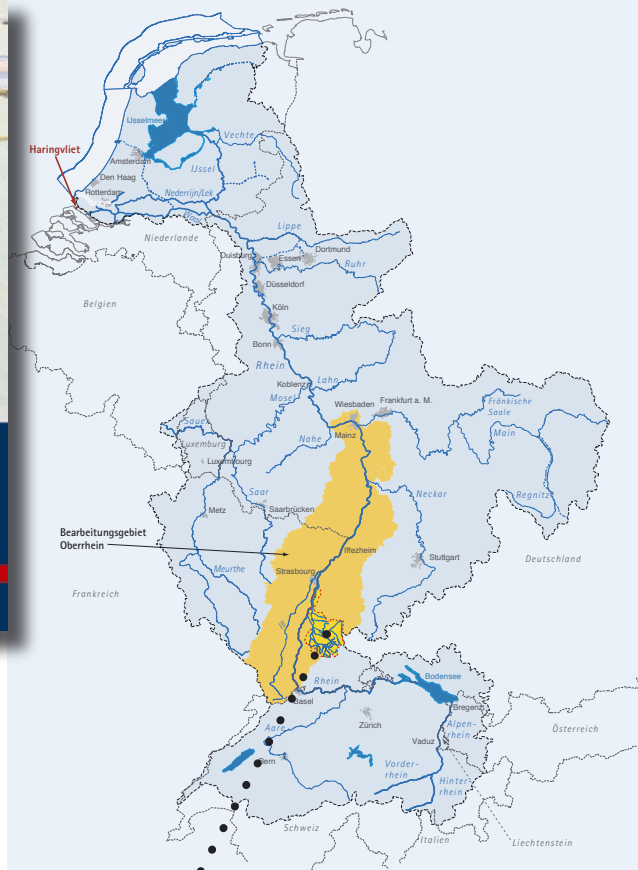 IJsselmeer
Vechte
Haringvliet
Amsterdam
IJssel
Den Haag
Rotterdam
Nederrijn/Lek
Waal
Lippe
Niederlande
Duisburg
Essen
Dortmund
Ruhr
Düsseldorf
Belgien
Köln
Sieg
Bonn
Rhein
Koblenz
Lahn
Mosel
Wiesbaden
Frankfurt a. M.
Fränkische
Saale
Sauer
Mainz
Main
Nahe
Luxemburg
Luxembourg
Saar
Neckar
Regnitz
Metz
Saarbrücken
Bearbeitungsgebiet
Oberrhein
Iffezheim
Stuttgart
Deutschland
Strasbourg
Meurthe
Frankreich
Rhein
Bodensee
Basel
Bregenz
Zürich
Alpen-
rhein
Aare
Vaduz
Österreich
Bern
Vorder-
rhein
Hinter-
rhein
Schweiz
Italien
Liechtenstein